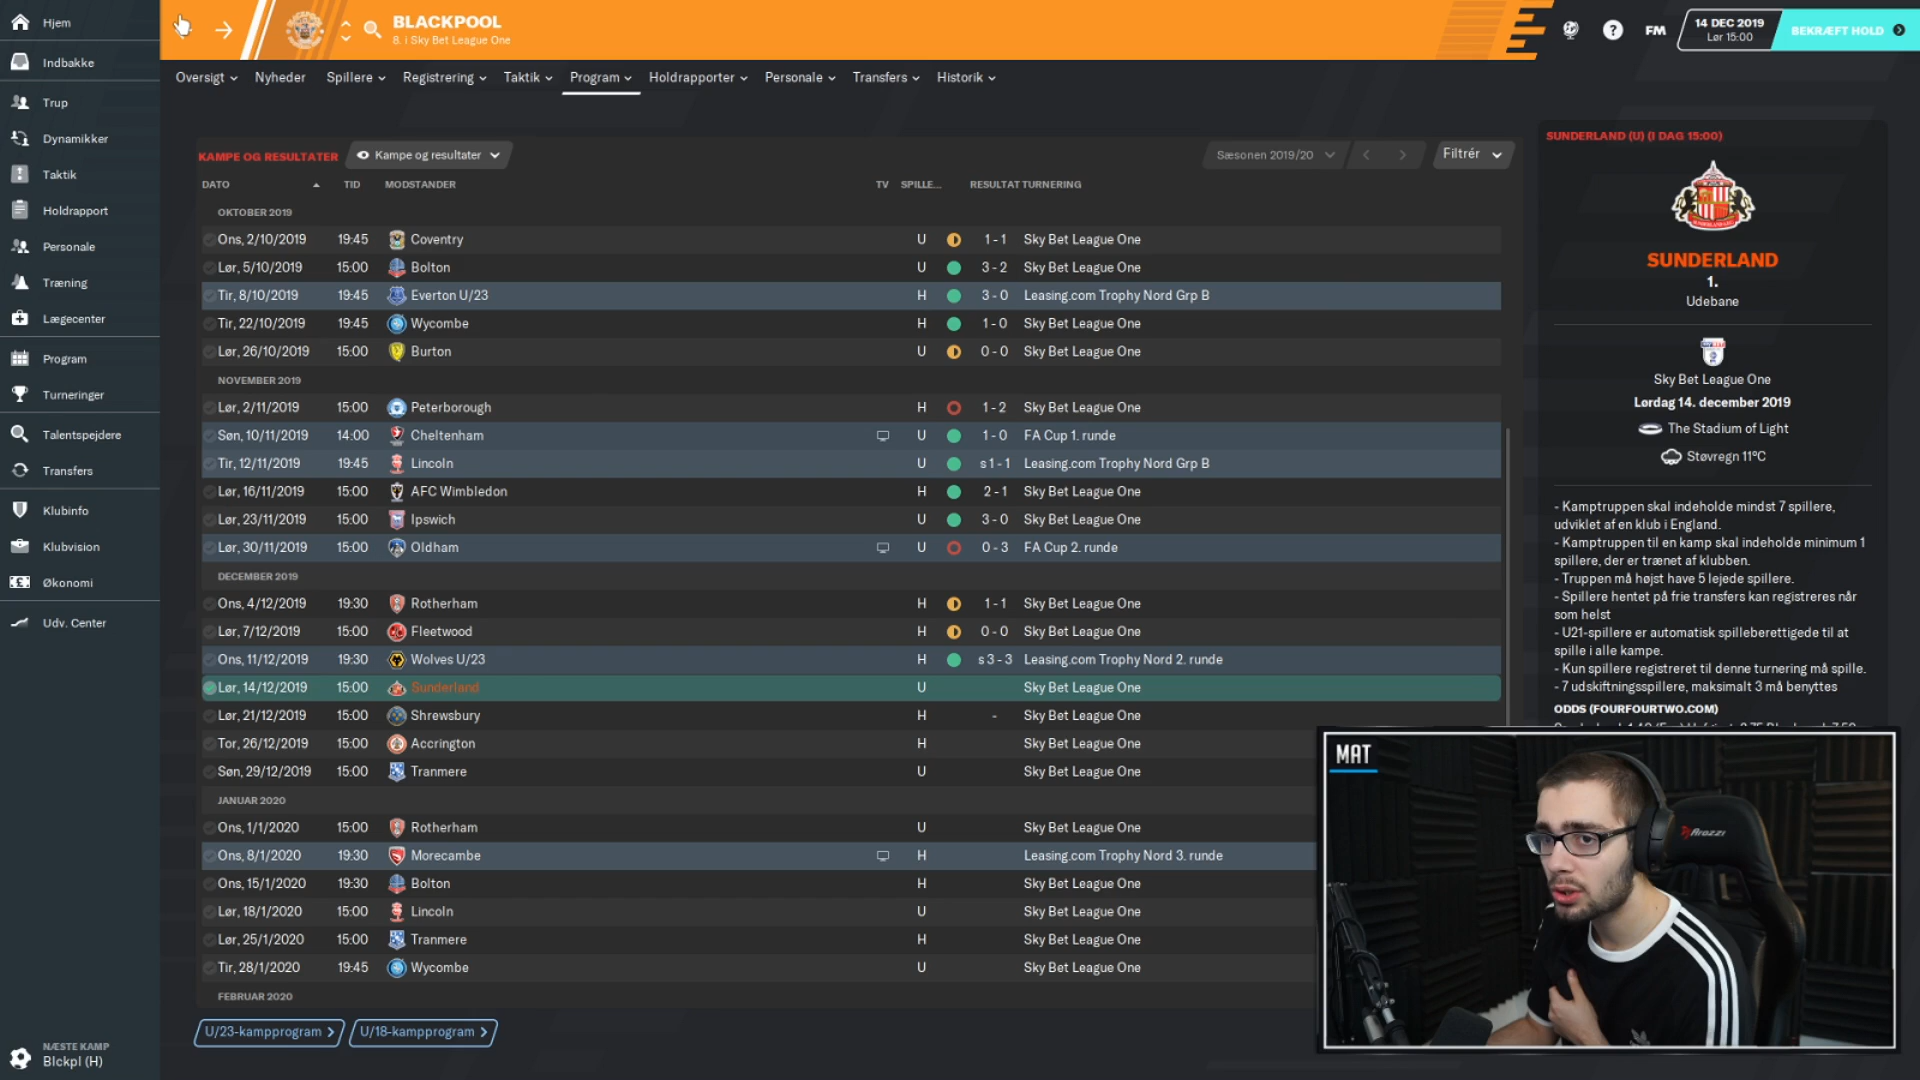 Hjem
Indbakke
Trup
Dynamikker
Taktik
Holdrapport
Personale
Træning
Lægecenter
Program
Turneringer
Talentspejdere
Transfers
Klubinfo
Klubvision
Økonomi
Udv. Center
NÆSTE KAMP
Blckpl (H)
BLACKPOOL
8. i Sky Bet League One
FM
14 DEC 2019
Lør 15:00
BEKRÆFT HOLD
Oversigt Nyheder Spillere Registrering Taktik Program Holdrapporter Personale Transfers Historik
KAMPE OG RESULTATER Kampe og resultater Sæsonen 2019/20 Filtrér
DATO TID MODSTANDER TV SPILLE... RESULTAT TURNERING
OKTOBER 2019
Ons, 2/10/2019 19:45 Coventry U 1 - 1 Sky Bet League One
Lør, 5/10/2019 15:00 Bolton U 3 - 2 Sky Bet League One
Tir, 8/10/2019 19:45 Everton U/23 H 3 - 0 Leasing.com Trophy Nord Grp B
Tir, 22/10/2019 19:45 Wycombe H 1 - 0 Sky Bet League One
Lør, 26/10/2019 15:00 Burton U 0 - 0 Sky Bet League One
NOVEMBER 2019
Lør, 2/11/2019 15:00 Peterborough H 1 - 2 Sky Bet League One
Søn, 10/11/2019 14:00 Cheltenham U 1 - 0 FA Cup 1. runde
Tir, 12/11/2019 19:45 Lincoln U s 1 - 1 Leasing.com Trophy Nord Grp B
Lør, 16/11/2019 15:00 AFC Wimbledon H 2 - 1 Sky Bet League One
Lør, 23/11/2019 15:00 Ipswich U 3 - 0 Sky Bet League One
Lør, 30/11/2019 15:00 Oldham U 0 - 3 FA Cup 2. runde
DECEMBER 2019
Ons, 4/12/2019 19:30 Rotherham H 1 - 1 Sky Bet League One
Lør, 7/12/2019 15:00 Fleetwood H 0 - 0 Sky Bet League One
Ons, 11/12/2019 19:30 Wolves U/23 H s 3 - 3 Leasing.com Trophy Nord 2. runde
Lør, 14/12/2019 15:00 Sunderland U Sky Bet League One
Lør, 21/12/2019 15:00 Shrewsbury H - Sky Bet League One
Tor, 26/12/2019 15:00 Accrington H Sky Bet League One
Søn, 29/12/2019 15:00 Tranmere U Sky Bet League One
JANUAR 2020
Ons, 1/1/2020 15:00 Rotherham U Sky Bet League One
Ons, 8/1/2020 19:30 Morecambe H Leasing.com Trophy Nord 3. runde
Ons, 15/1/2020 19:30 Bolton H Sky Bet League One
Lør, 18/1/2020 15:00 Lincoln U Sky Bet League One
Lør, 25/1/2020 15:00 Tranmere H Sky Bet League One
Tir, 28/1/2020 19:45 Wycombe U Sky Bet League One
FEBRUAR 2020
U/23-kampprogram U/18-kampprogram
SUNDERLAND (U) (I DAG 15:00)
SUNDERLAND
1.
Udebane
Sky Bet League One
Lørdag 14. december 2019
The Stadium of Light
Støvregn 11°C
- Kamptruppen skal indeholde mindst 7 spillere,
udviklet af en klub i England.
- Kamptruppen til en kamp skal indeholde minimum 1
spillere, der er trænet af klubben.
- Truppen må højst have 5 lejede spillere.
- Spillere hentet på frie transfers kan registreres når
som helst
- U21-spillere er automatisk spilleberettigede til at
spille i alle kampe.
- Kun spillere registreret til denne turnering må spille.
- 7 udskiftningsspillere, maksimalt 3 må benyttes
ODDS (FOURFOURTWO.COM)
MAT
Arozzi